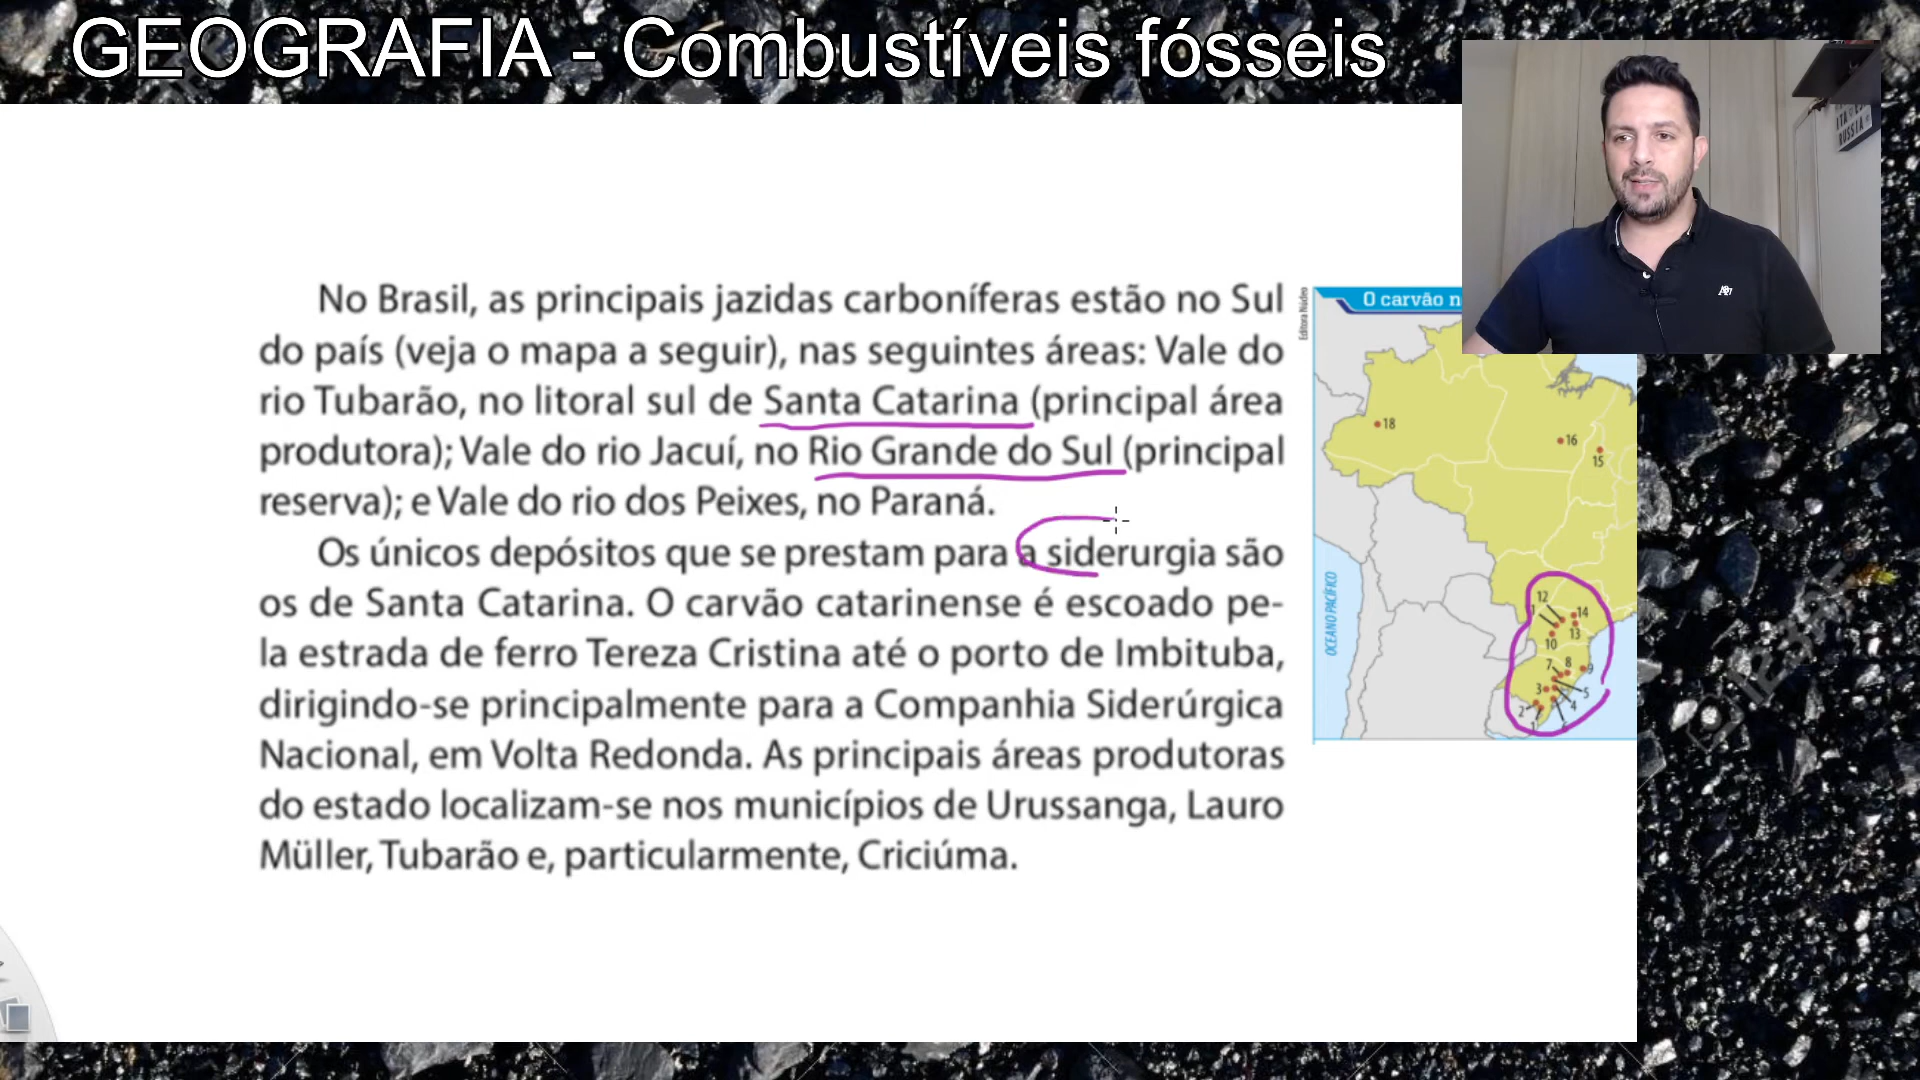 GEOGRAFIA - Combustíveis fósseis
No Brasil, as principais jazidas carboníferas estão no Sul
do país (veja o mapa a seguir), nas seguintes áreas: Vale do
rio Tubarão, no litoral sul de Santa Catarina (principal área
produtora); Vale do rio Jacuí, no Rio Grande do Sul (principal
reserva); e Vale do rio dos Peixes, no Paraná.
Os únicos depósitos que se prestam para a siderurgia são
os de Santa Catarina. O carvão catarinense é escoado pe-
la estrada de ferro Tereza Cristina até o porto de Imbituba,
dirigindo-se principalmente para a Companhia Siderúrgica
Nacional, em Volta Redonda. As principais áreas produtoras
do estado localizam-se nos municípios de Urussanga, Lauro
Müller, Tubarão e, particularmente, Criciúma.
Editora Núcleo
O carvão n
18
16
15
OCEANO PACÍFICO
12
14
13
10
8
7
9
3
5
4
2
1
RUSSIA
123RF